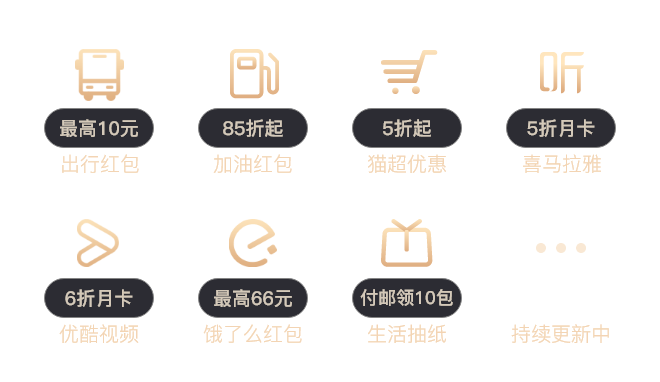 听
最高10元
85折起
5折起
5折月卡
出行红包
加油红包
猫超优惠
喜马拉雅
6折月卡
最高66元
付邮领10包
优酷视频
饿了么红包
生活抽纸
持续更新中